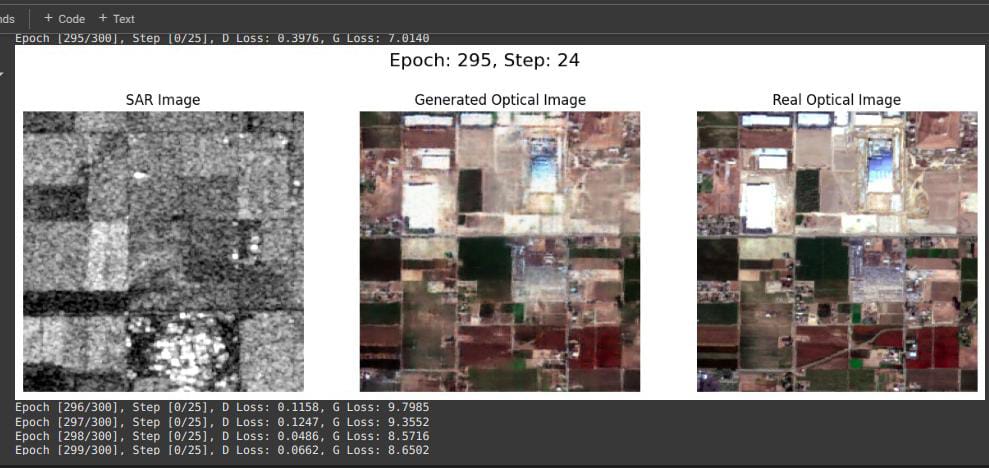 nds + Code + Text
Epoch [295/300], Step [0/25], D Loss: 0.3976, G Loss: 7.0140
Epoch: 295, Step: 24
SAR Image Generated Optical Image Real Optical Image
Epoch [296/300], Step [0/25], D Loss: 0.1158, G Loss: 9.7985
Epoch [297/300], Step [0/25], D Loss: 0.1247, G Loss: 9.3552
Epoch [298/300], Step [0/25], D Loss: 0.0486, G Loss: 8.5716
Epoch [299/300], Step [0/25], D Loss: 0.0662, G Loss: 8.6502